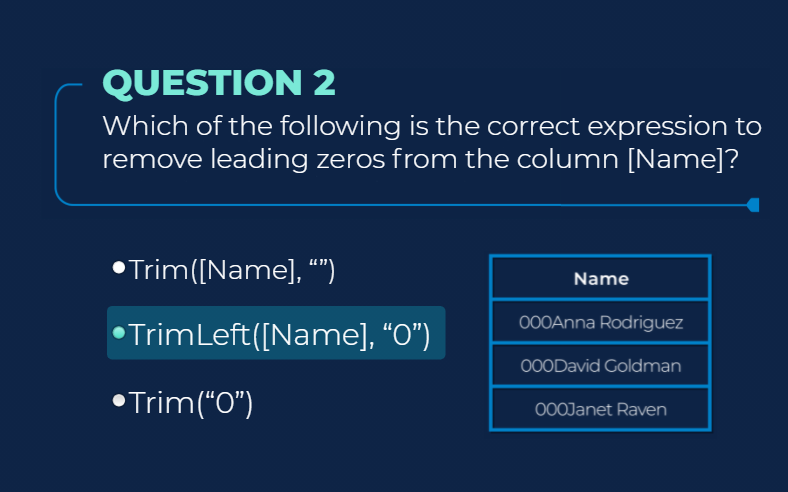 QUESTION 2
Which of the following is the correct expression to
remove leading zeros from the column [Name]?
•Trim([Name], “”)
•TrimLeft([Name], “0”)
•Trim(“0”)
Name
000Anna Rodriguez
000David Goldman
000Janet Raven